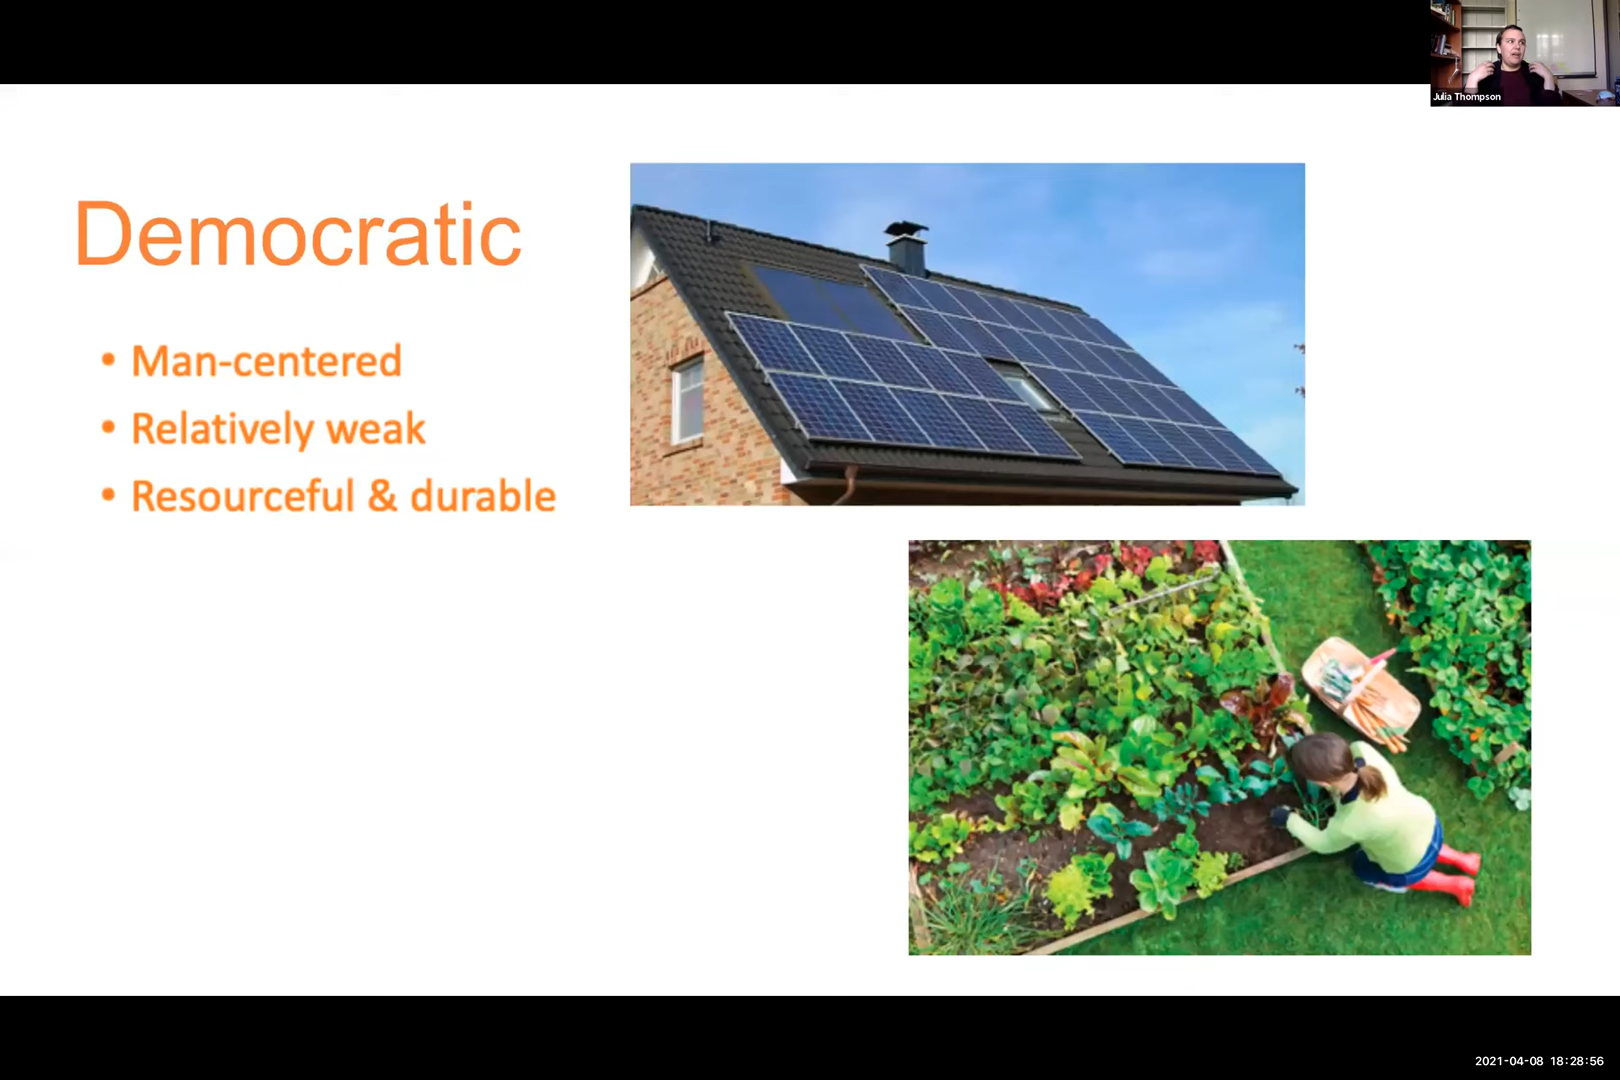 Julia Thompson
Democratic
• Man-centered
• Relatively weak
• Resourceful & durable
2021-04-08 18:28:56